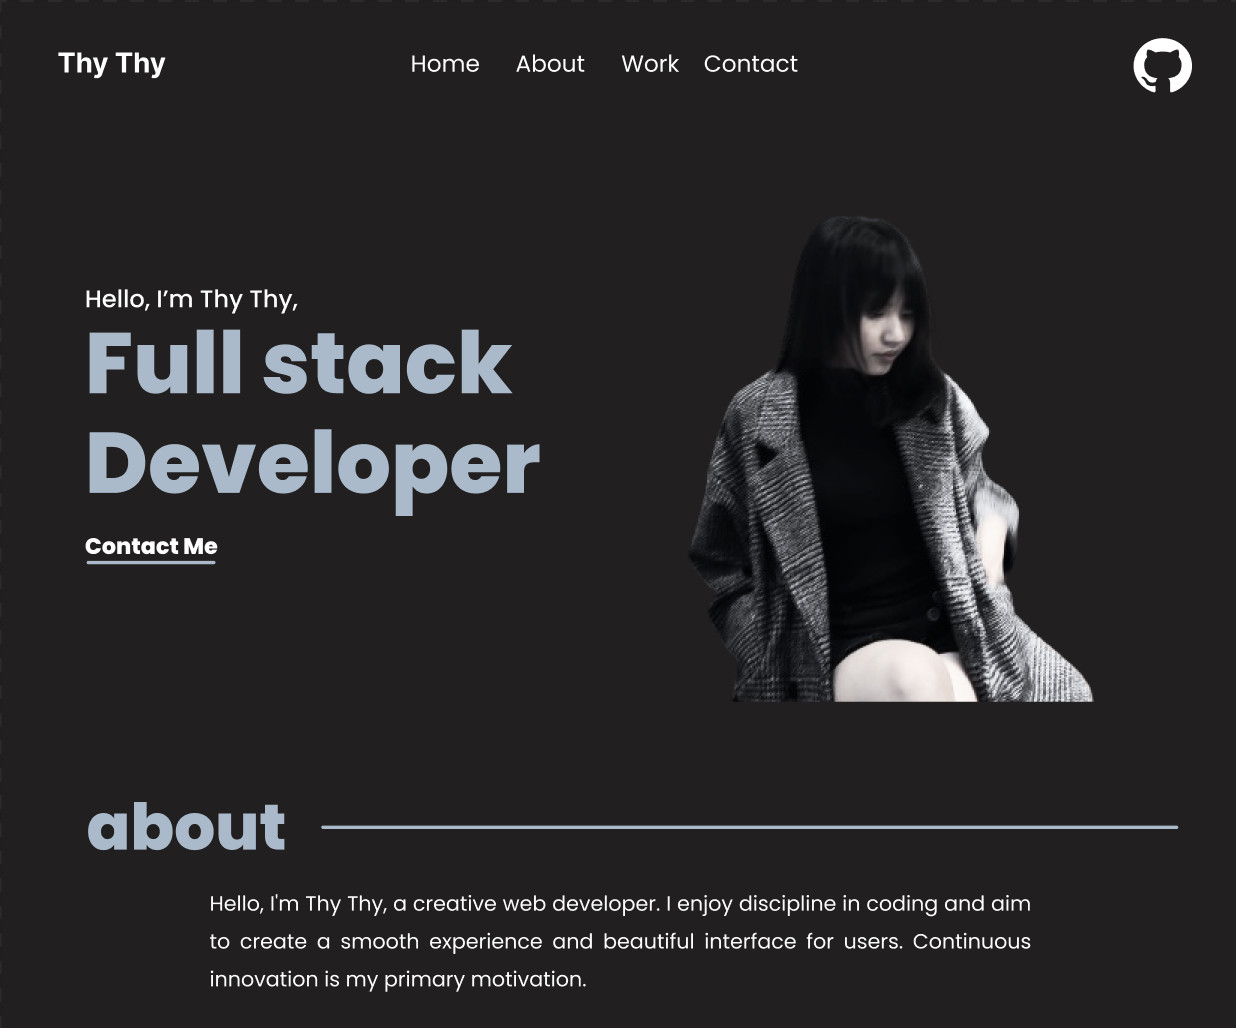 Thy Thy
Home About Work Contact
Hello, I’m Thy Thy,
Full stack
Developer
Contact Me
about
Hello, I'm Thy Thy, a creative web developer. I enjoy discipline in coding and aim
to create a smooth experience and beautiful interface for users. Continuous
innovation is my primary motivation.